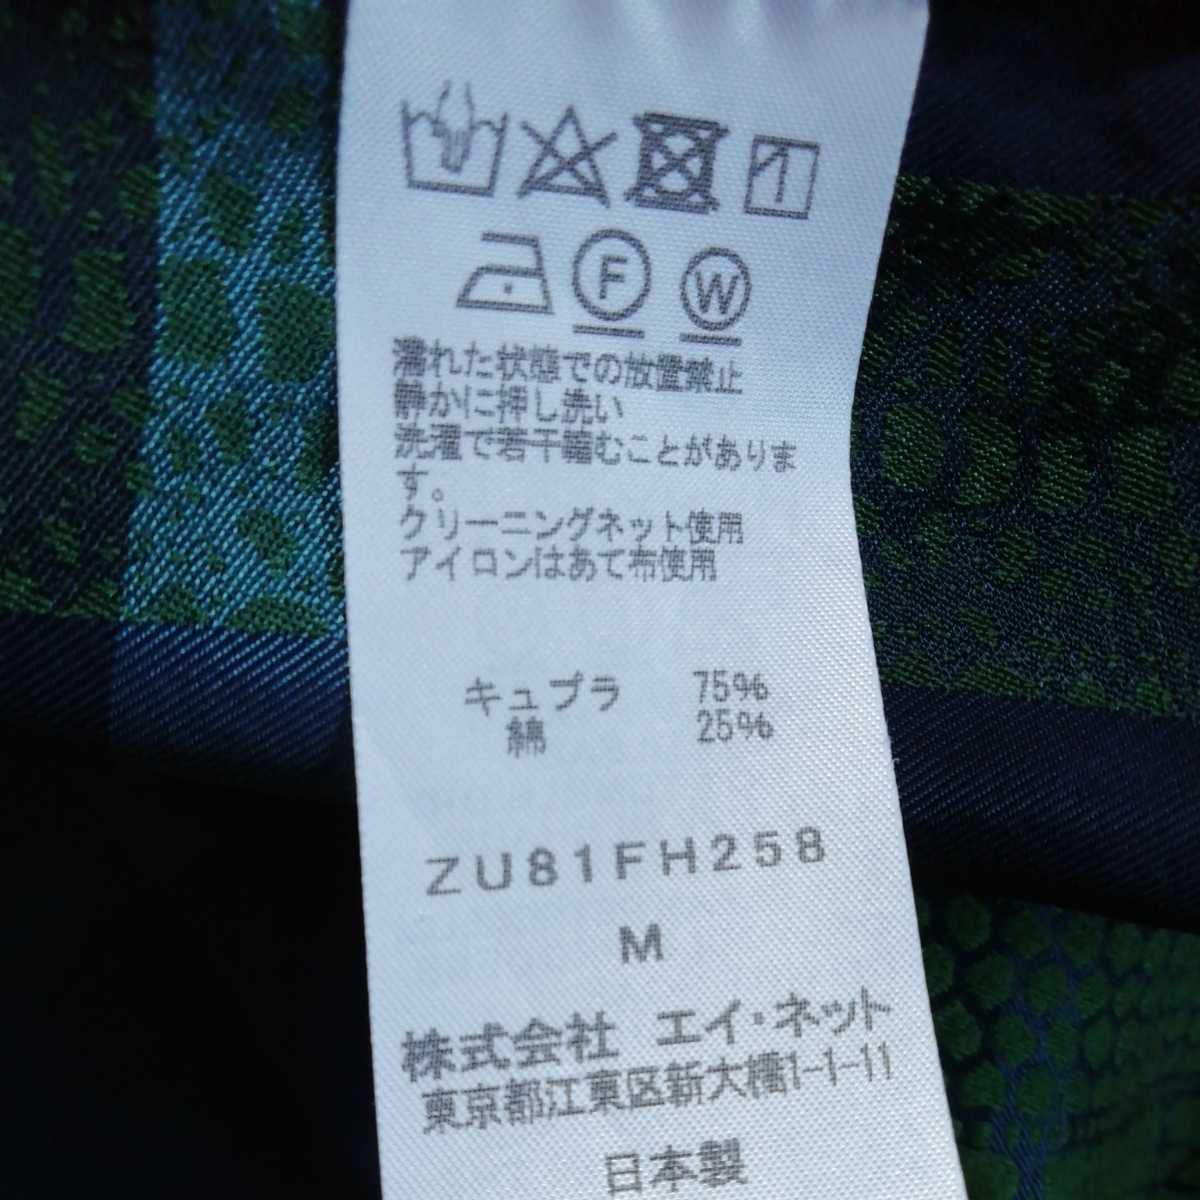 F W
濡れた状態での放置禁止
静かに押し洗い
洗濯で若干縮むことがありま
す。
クリーニングネット使用
アイロンはあて布使用
キュプラ 75%
綿 25%
ZU81FH258
M
株式会社 エイ・ネット
東京都江東区新大橋1-1-11
日本製